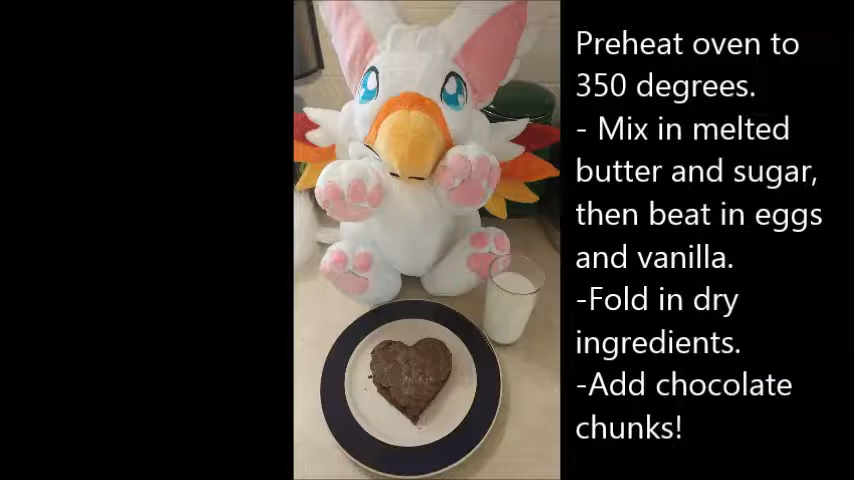 Preheat oven to
350 degrees.
- Mix in melted
butter and sugar,
then beat in eggs
and vanilla.
-Fold in dry
ingredients.
-Add chocolate
chunks!